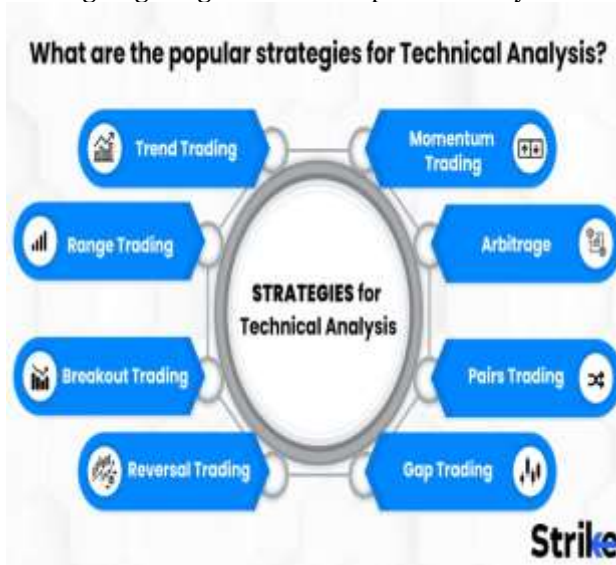 What are the popular strategies for Technical Analysis?
Trend Trading
Momentum
Trading
Range Trading
Arbitrage
STRATEGIES for
Technical Analysis
Breakout Trading
Pairs Trading
Reversal Trading
Gap Trading
Strike